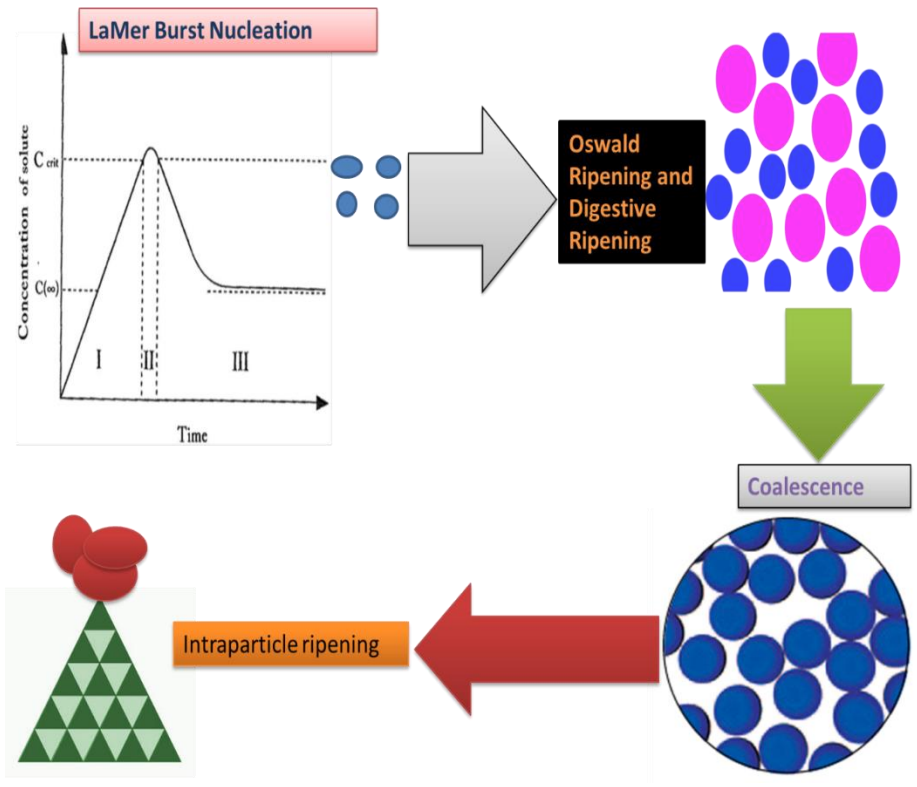 LaMer Burst Nucleation
Concentration of solute
C crit
C(∞)
I
II
III
Time
Oswald
Ripening and
Digestive
Ripening
Coalescence
Intraparticle ripening